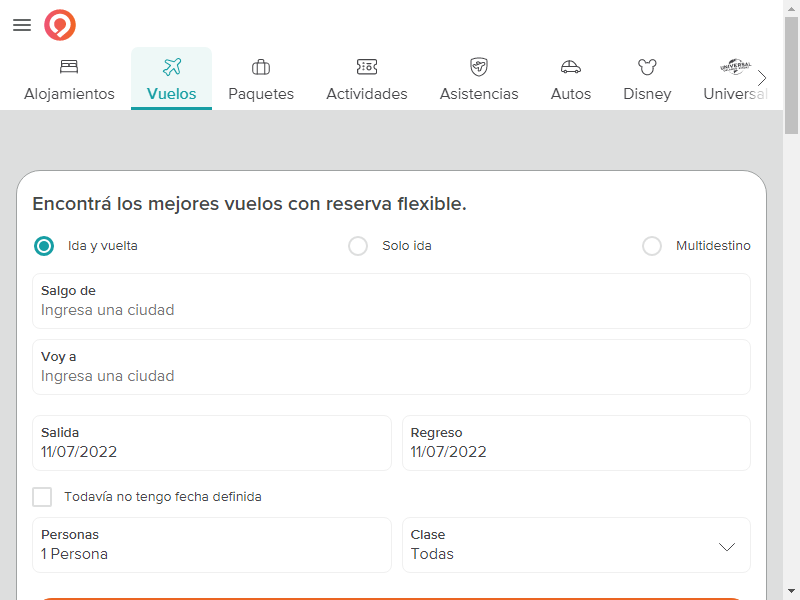 Alojamientos
Vuelos
Paquetes
Actividades
Asistencias
Autos
Disney
UNIVERSAL
Universal
Encontrá los mejores vuelos con reserva flexible.
Ida y vuelta
Solo ida
Multidestino
Salgo de
Ingresa una ciudad
Voy a
Ingresa una ciudad
Salida
11/07/2022
Regreso
11/07/2022
Todavía no tengo fecha definida
Personas
1 Persona
Clase
Todas